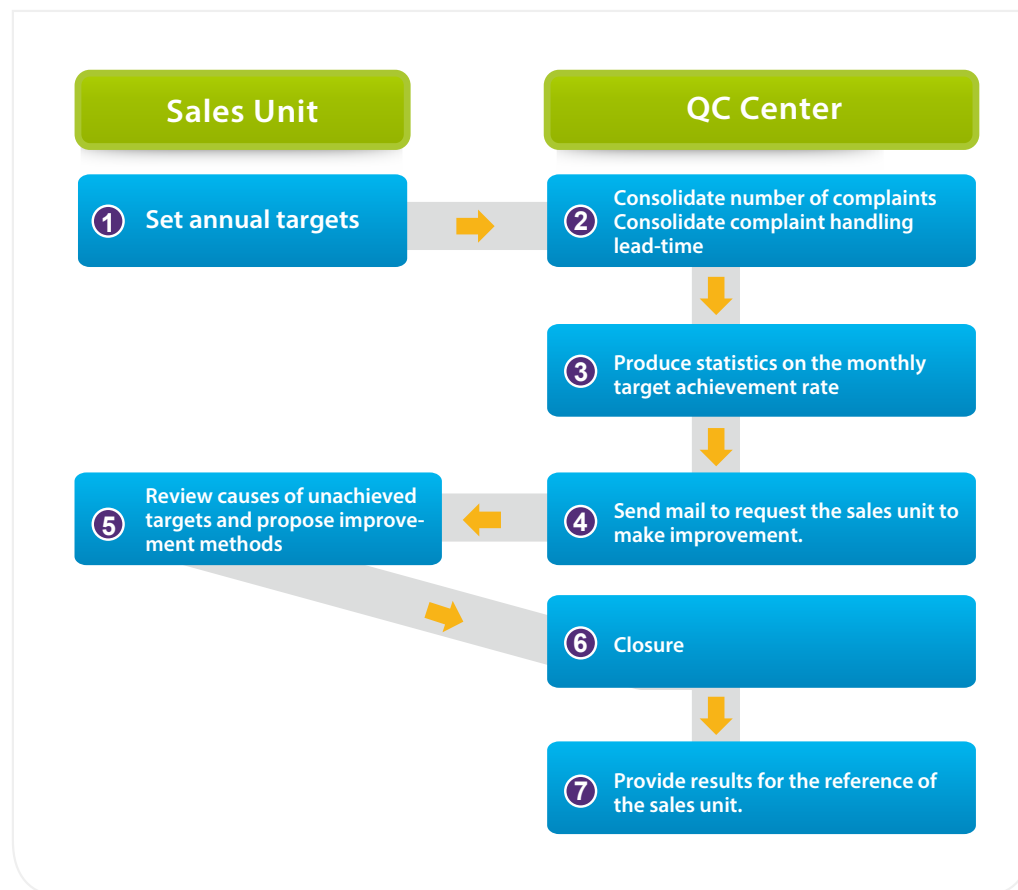 Sales Unit
QC Center
1
Set annual targets
2
Consolidate number of complaints
Consolidate complaint handling
lead-time
3
Produce statistics on the monthly
target achievement rate
4
Send mail to request the sales unit to
make improvement.
5
Review causes of unachieved
targets and propose improve-
ment methods
6
Closure
7
Provide results for the reference of
the sales unit.